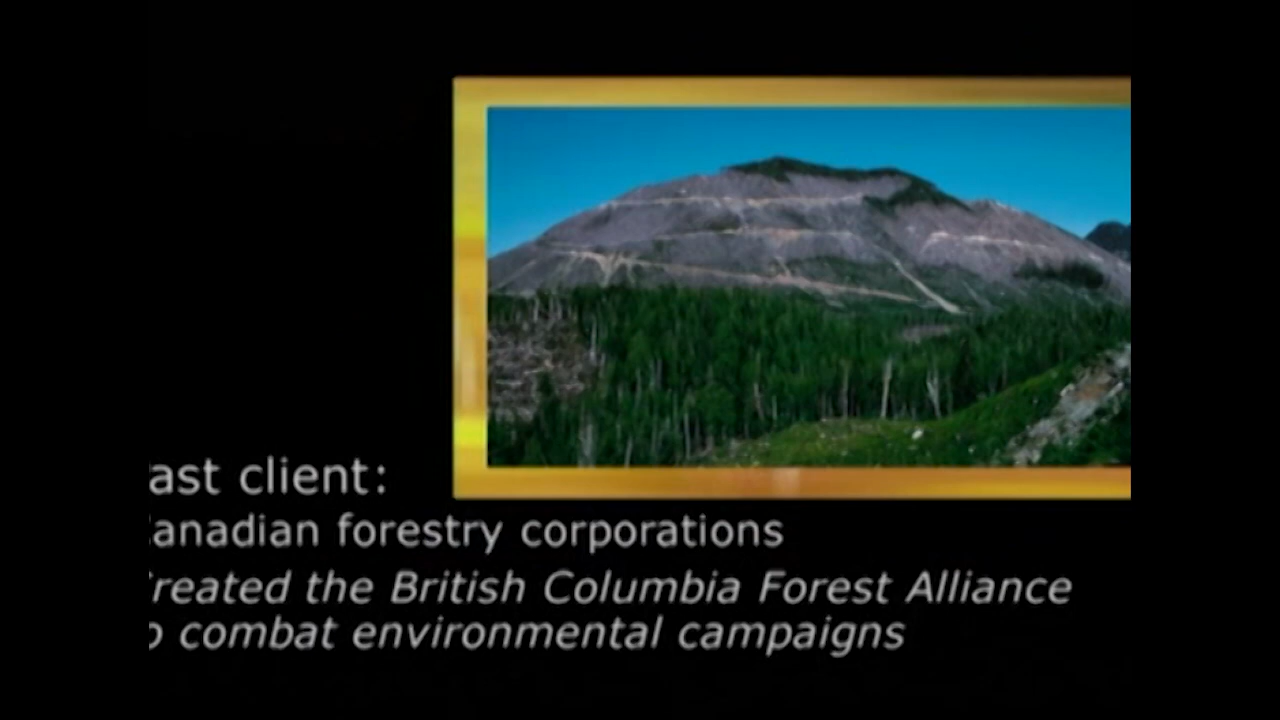 ast client:
anadian forestry corporations
reated the British Columbia Forest Alliance
o combat environmental campaigns